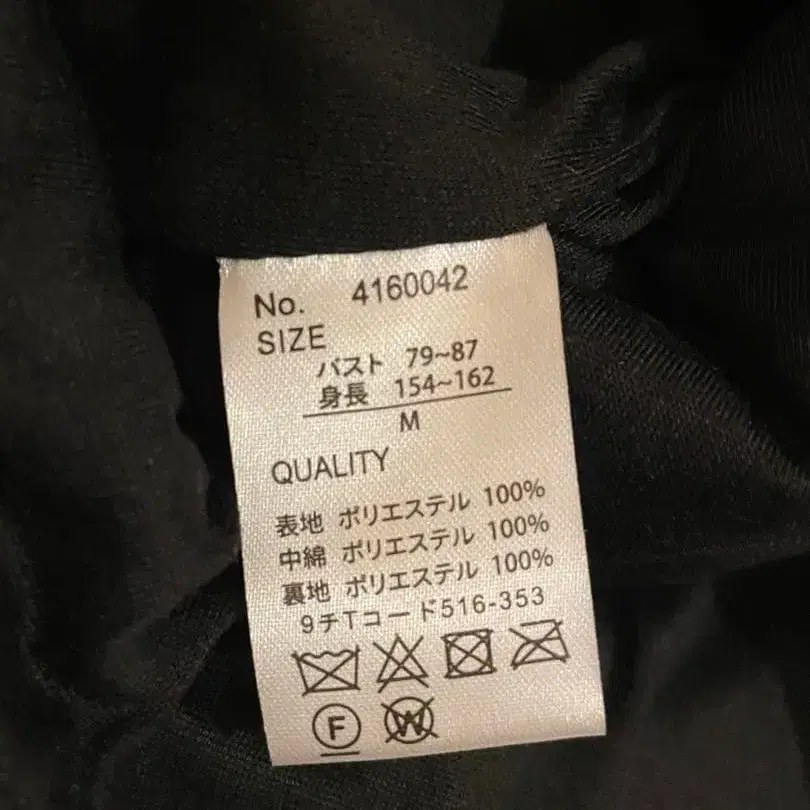 No. 4160042
SIZE
バスト 79~87
身長 154~162
M
QUALITY
表地 ポリエステル 100%
中綿 ポリエステル 100%
裏地 ポリエステル 100%
9チTコード516-353
F W